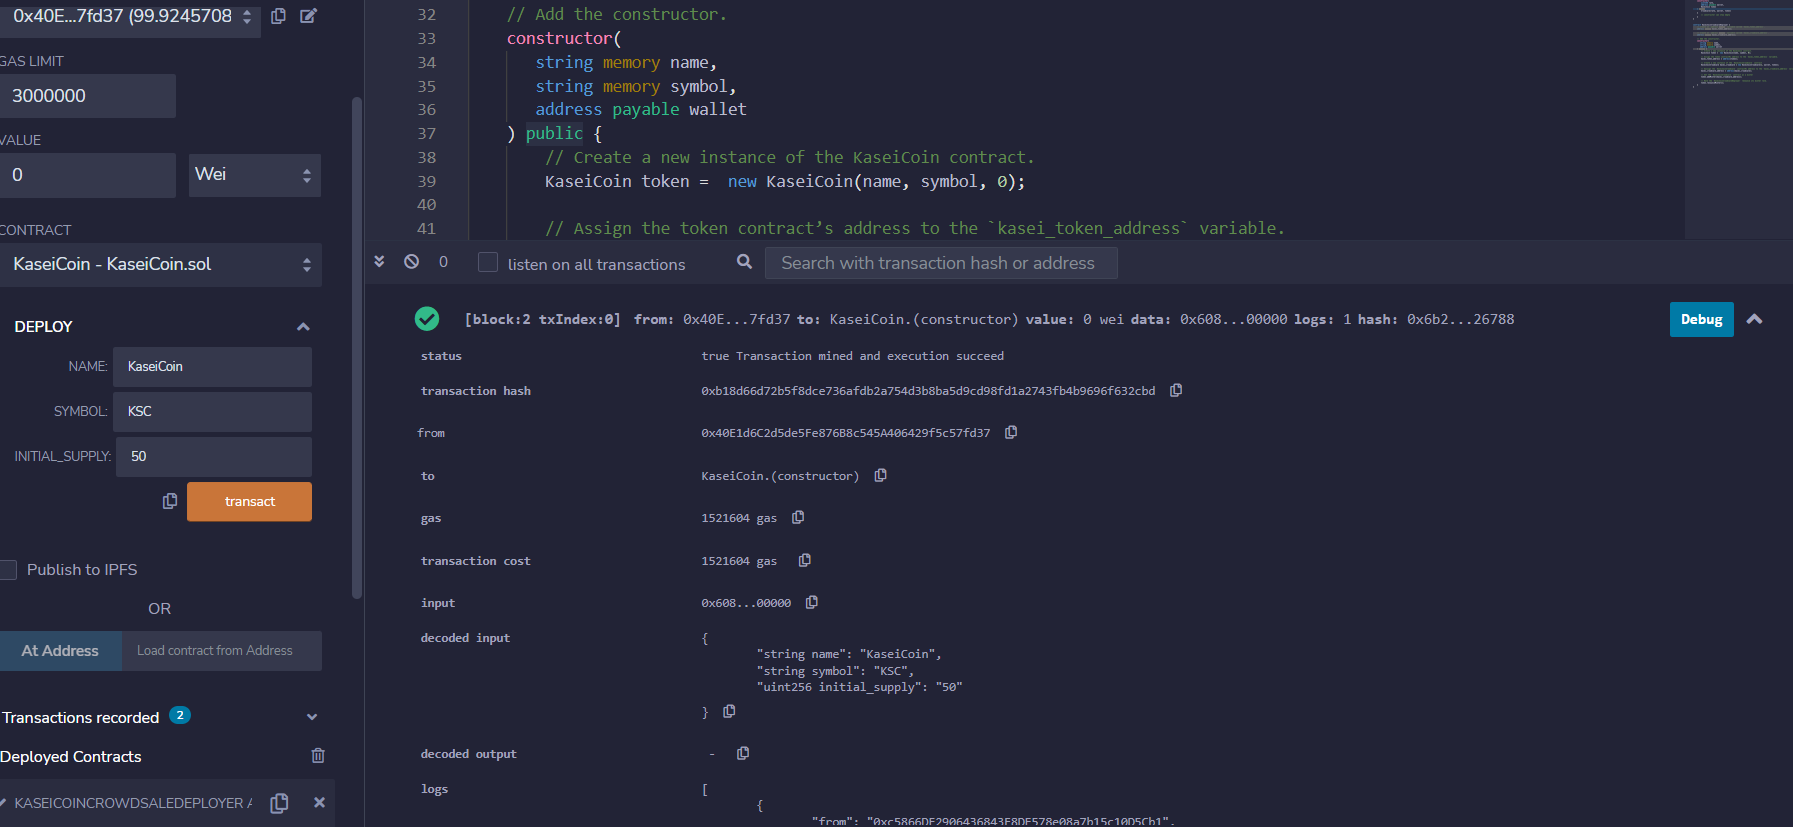 0x40E...7fd37 (99.9245708
GAS LIMIT
3000000
VALUE
0
Wei
CONTRACT
KaseiCoin - KaseiCoin.sol
DEPLOY
NAME:
KaseiCoin
SYMBOL:
KSC
INITIAL_SUPPLY:
50
transact
Publish to IPFS
OR
At Address
Load contract from Address
Transactions recorded 2
Deployed Contracts
KASEICOINCROWDSALEDEPLOYER A
32 // Add the constructor.
33 constructor(
34 string memory name,
35 string memory symbol,
36 address payable wallet
37 ) public {
38 // Create a new instance of the KaseiCoin contract.
39 KaseiCoin token =  new KaseiCoin(name, symbol, 0);
40
41 // Assign the token contract’s address to the `kasei_token_address` variable.
0
listen on all transactions
Search with transaction hash or address
[block:2 txIndex:0] from: 0x40E...7fd37 to: KaseiCoin.(constructor) value: 0 wei data: 0x608...00000 logs: 1 hash: 0x6b2...26788
Debug
status true Transaction mined and execution succeed
transaction hash 0xb18d66d72b5f8dce736afdb2a754d3b8ba5d9cd98fd1a2743fb4b9696f632cbd
from 0x40E1d6C2d5de5Fe876B8c545A406429f5c57fd37
to KaseiCoin.(constructor)
gas 1521604 gas
transaction cost 1521604 gas
input 0x608...00000
decoded input {
"string name": "KaseiCoin",
"string symbol": "KSC",
"uint256 initial_supply": "50"
}
decoded output -
logs [
{
"from": "0xc5866DE2906436843E8DE578e08a7b15c10D5Cb1",